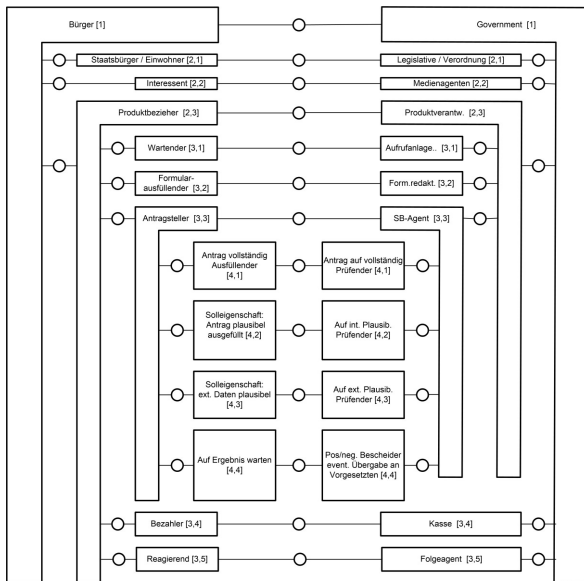 Bürger [1]
Government [1]
Staatsbürger / Einwohner [2,1]
Legislative / Verordnung [2,1]
Interessent [2,2]
Medienagenten [2,2]
Produktbezieher [2,3]
Produktverantw. [2,3]
Wartender [3,1]
Aufrufanlage.. [3,1]
Formular-
ausfüllender [3,2]
Form.redakt. [3,2]
Antragsteller [3,3]
SB-Agent [3,3]
Antrag vollständig
Ausfüllender
[4,1]
Antrag auf vollständig
Prüfender [4,1]
Solleigenschaft:
Antrag plausibel
ausgefüllt [4,2]
Auf int. Plausib.
Prüfender [4,2]
Solleigenschaft:
ext. Daten plausibel
[4,3]
Auf ext. Plausib.
Prüfender [4,3]
Auf Ergebnis warten
[4,4]
Pos/neg. Bescheider
event. Übergabe an
Vorgesetzten [4,4]
Bezahler [3,4]
Kasse [3,4]
Reagierend [3,5]
Folgeagent [3,5]